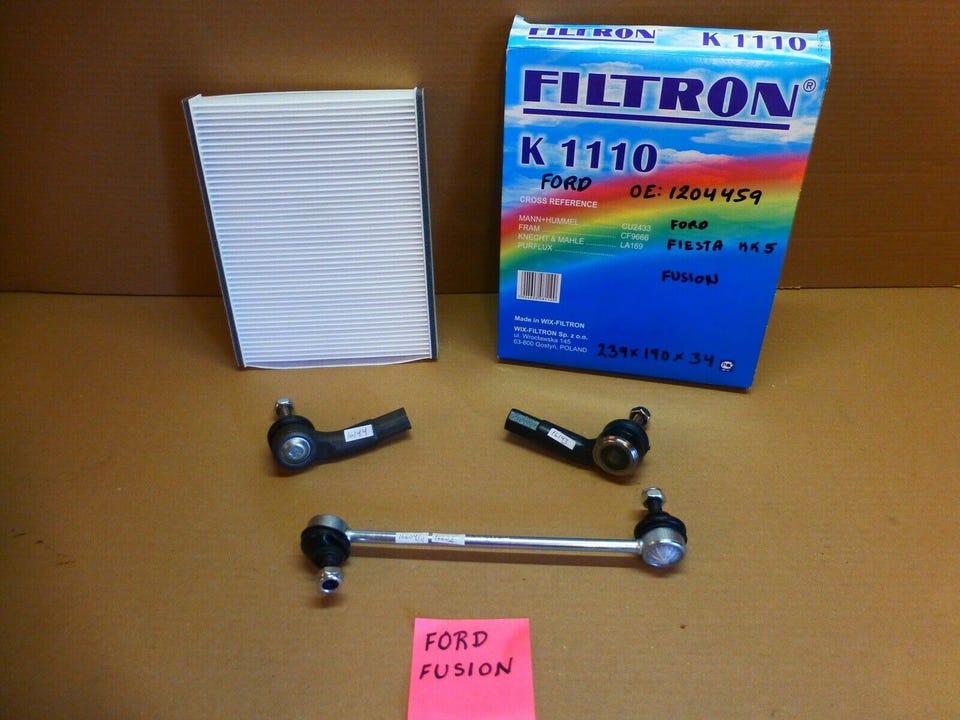 FILTRON K 1110
FILTRON®
K 1110
FORD OE: 1204459
CROSS REFERENCE
MANN+HUMMEL CU2433
FRAM CF9666
KNECHT & MAHLE LA169
PURFLUX
FORD
FIESTA MK5
FUSION
Made in WIX-FILTRON
WIX-FILTRON Sp. z o.o.
ul. Wrocławska 145
63-800 Gostyń, POLAND
239 x 190 x 34
16144
16143
FORD
FUSION